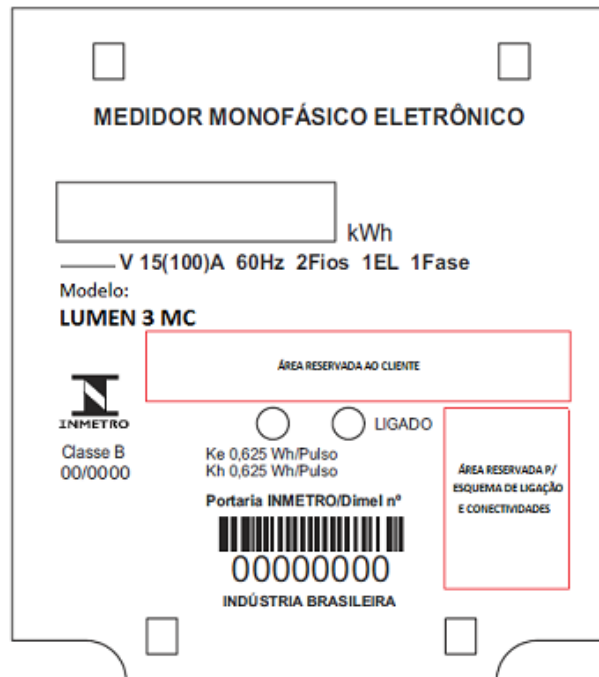 MEDIDOR MONOFÁSICO ELETRÔNICO
kWh
____ V 15(100)A 60Hz 2Fios 1EL 1Fase
Modelo:
LUMEN 3 MC
ÁREA RESERVADA AO CLIENTE
INMETRO
LIGADO
Classe B
00/0000
Ke 0,625 Wh/Pulso
Kh 0,625 Wh/Pulso
ÁREA RESERVADA P/
ESQUEMA DE LIGAÇÃO
E CONECTIVIDADES
Portaria INMETRO/Dimel nº
00000000
INDÚSTRIA BRASILEIRA